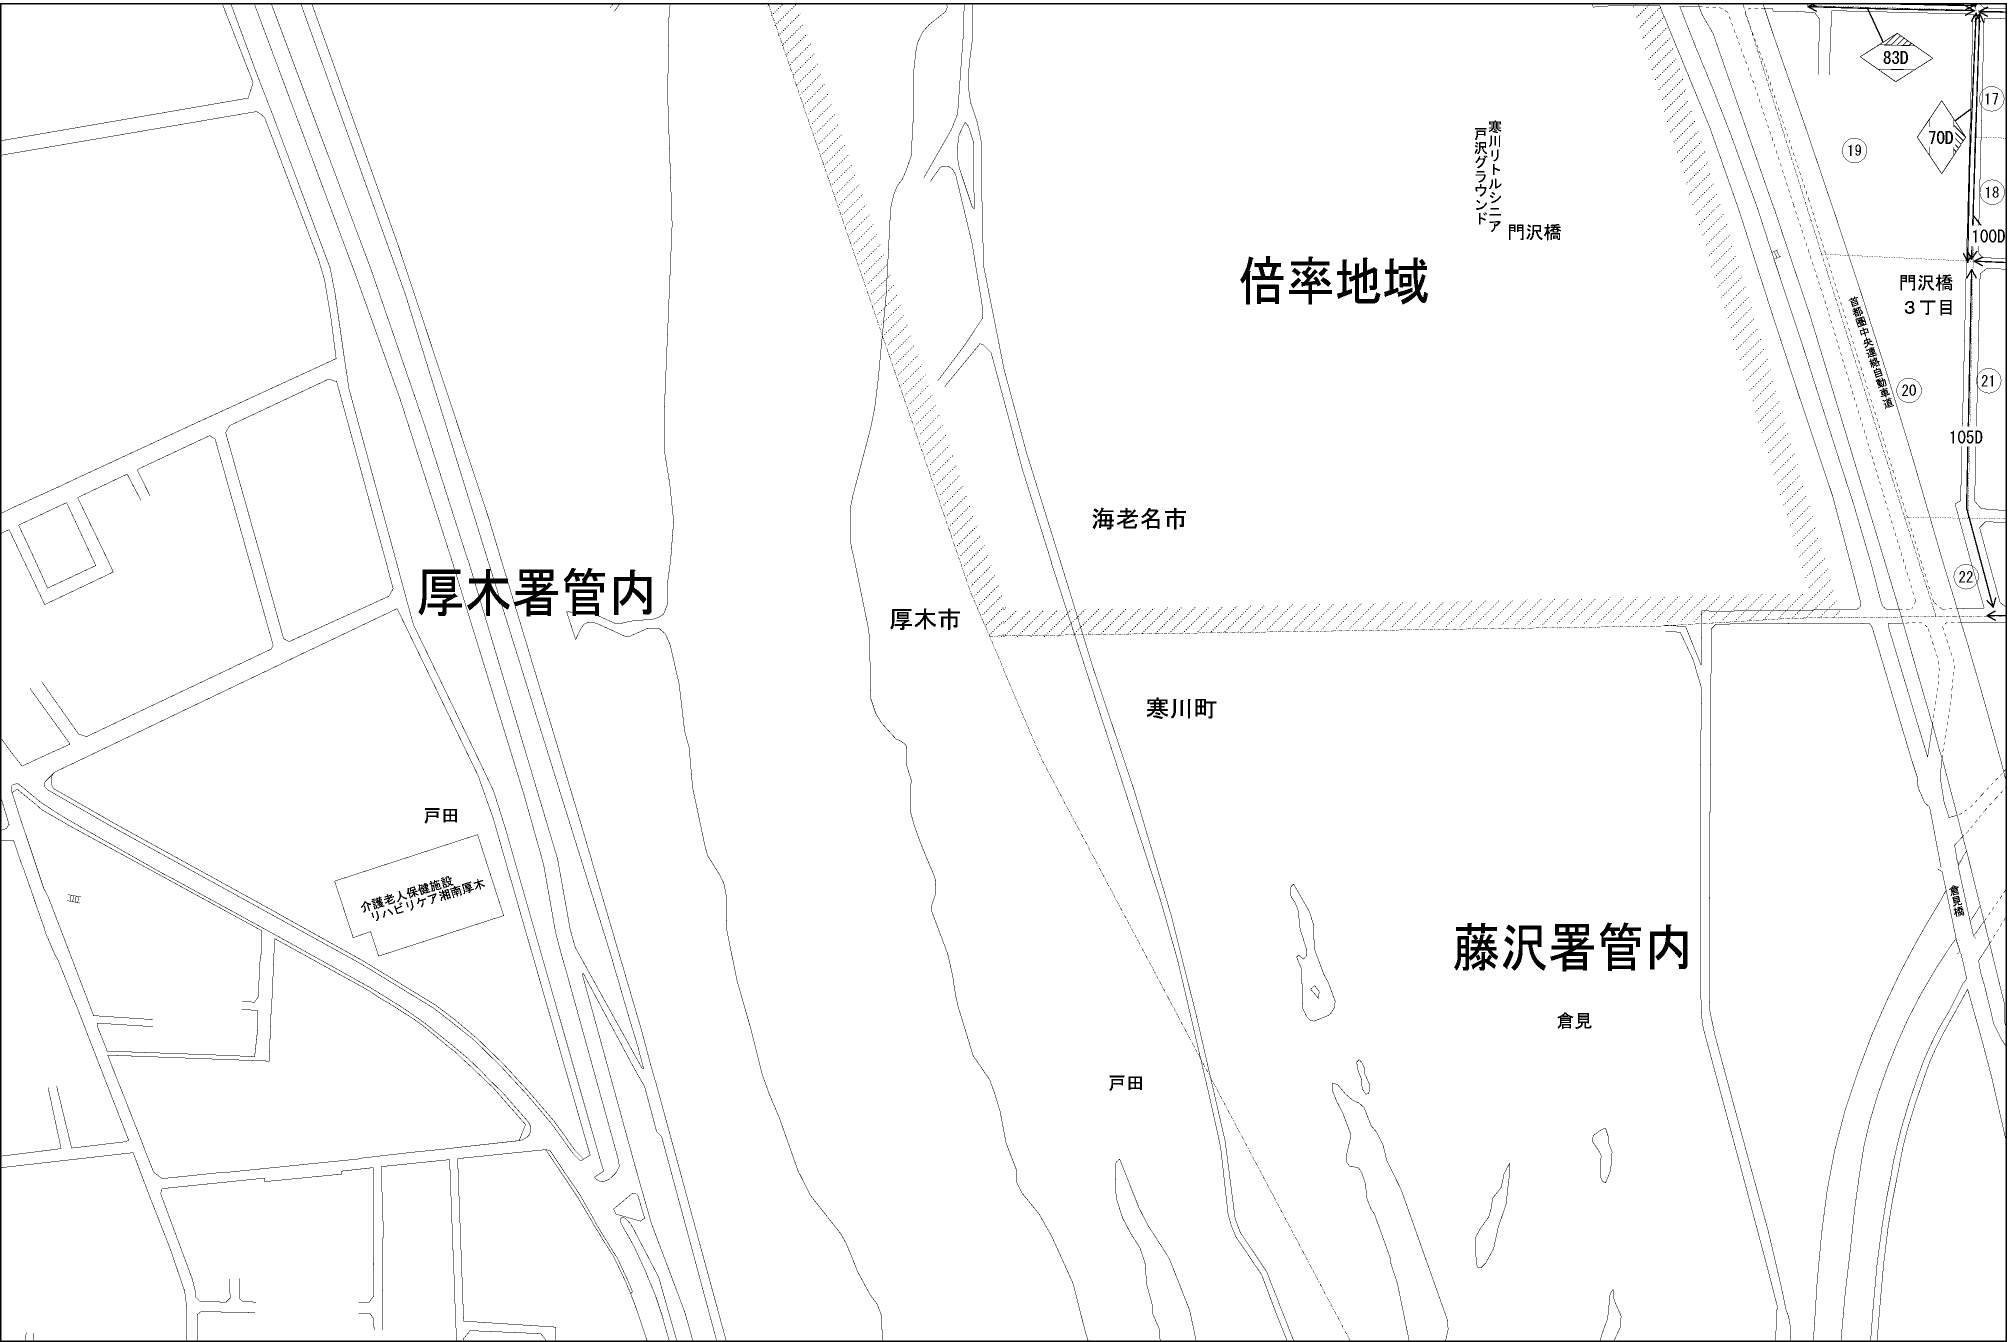 83D
17
70D
19
18
100D
寒川リトルシニア
戸沢グラウンド
門沢橋
倍率地域
門沢橋
3丁目
首都圏中央連絡自動車道
20
21
105D
海老名市
22
厚木署管内
厚木市
寒川町
戸田
介護老人保健施設
リハビリケア湘南厚木
倉見橋
藤沢署管内
倉見
戸田